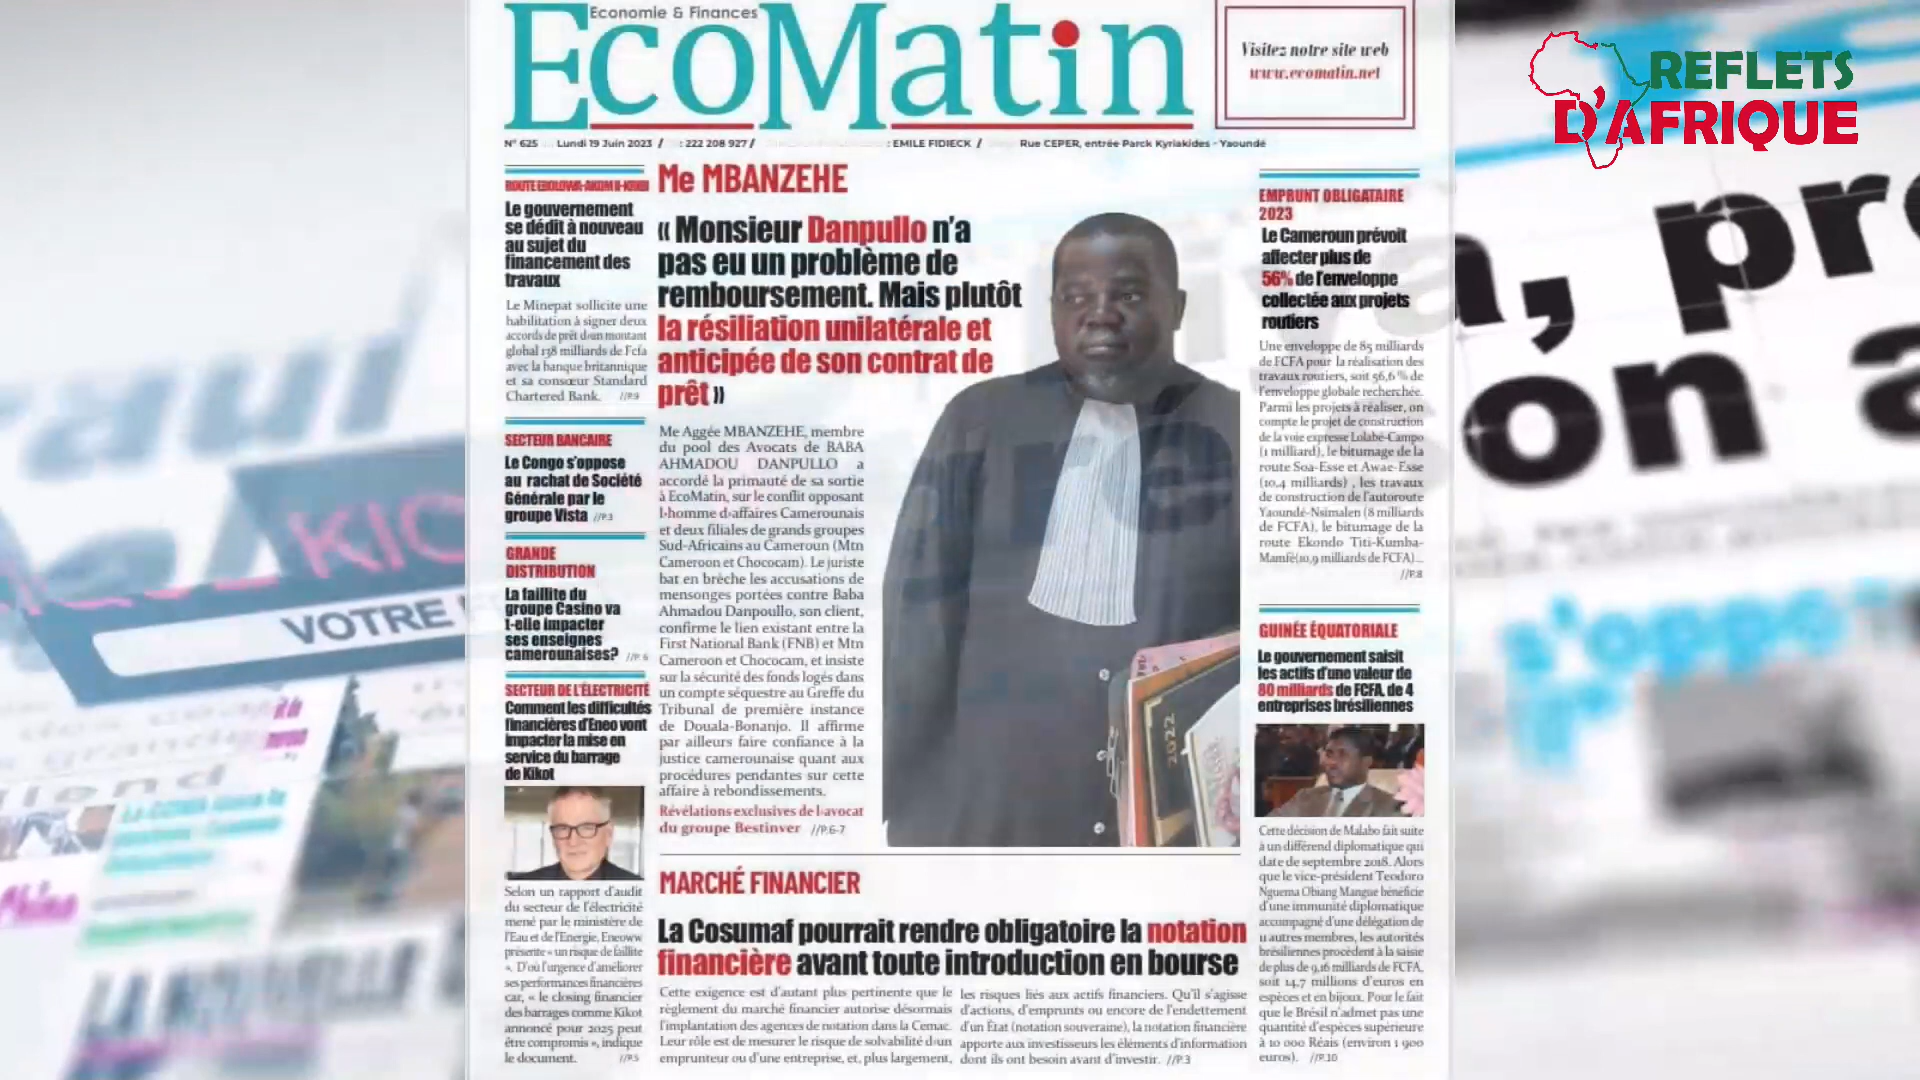 Economie & Finances
EcoMatin
Visitez notre site web
www.ecomatin.net
N° 625 Lundi 19 Juin 2023 / : 222 208 927 / : EMILE FIDIECK / Rue CEPER, entrée Parck Kyriakides - Yaoundé
REFLETS
D'AFRIQUE
ROUTE EBOLOWA-AKOM II-KRIBI
Le gouvernement
se dédit à nouveau
au sujet du
financement des
travaux
Le Minepat sollicite une
habilitation à signer deux
accords de prêt d'un montant
global 138 milliards de Fcfa
avec la banque britannique
et sa consœur Standard
Chartered Bank. //P.9
SECTEUR BANCAIRE
Le Congo s'oppose
au rachat de Société
Générale par le
groupe Vista //P.3
GRANDE
DISTRIBUTION
La faillite du
groupe Casino va
t-elle impacter
ses enseignes
camerounaises? //P. 6
SECTEUR DE L'ÉLECTRICITÉ
Comment les difficultés
financières d'Eneo vont
impacter la mise en
service du barrage
de Kikot
Selon un rapport d'audit
du secteur de l'électricité
mené par le ministère de
l'Eau et de l'Energie, Eneoww
présente « un risque de faillite
». D'où l'urgence d'améliorer
ses performances financières
car, « le closing financier
des barrages comme Kikot
annoncé pour 2025 peut
être compromis », indique
le document. //P.5
Me MBANZEHE
« Monsieur Danpullo n'a
pas eu un problème de
remboursement. Mais plutôt
la résiliation unilatérale et
anticipée de son contrat de
prêt »
Me Aggée MBANZEHE, membre
du pool des Avocats de BABA
AHMADOU DANPULLO a
accordé la primauté de sa sortie
à EcoMatin, sur le conflit opposant
l'homme d'affaires Camerounais
et deux filiales de grands groupes
Sud-Africains au Cameroun (Mtn
Cameroon et Chococam). Le juriste
bat en brèche les accusations de
mensonges portées contre Baba
Ahmadou Danpoullo, son client,
confirme le lien existant entre la
First National Bank (FNB) et Mtn
Cameroon et Chococam, et insiste
sur la sécurité des fonds logés dans
un compte séquestre au Greffe du
Tribunal de première instance
de Douala-Bonanjo. Il affirme
par ailleurs faire confiance à la
justice camerounaise quant aux
procédures pendantes sur cette
affaire à rebondissements.
Révélations exclusives de l'avocat
du groupe Bestinver //P.6-7
2022
MARCHÉ FINANCIER
La Cosumaf pourrait rendre obligatoire la notation
financière avant toute introduction en bourse
Cette exigence est d'autant plus pertinente que le
règlement du marché financier autorise désormais
l'implantation des agences de notation dans la Cemac.
Leur rôle est de mesurer le risque de solvabilité d'un
emprunteur ou d'une entreprise, et, plus largement,
les risques liés aux actifs financiers. Qu'il s'agisse
d'actions, d'emprunts ou encore de l'endettement
d'un État (notation souveraine), la notation financière
apporte aux investisseurs les éléments d'information
dont ils ont besoin avant d'investir. //P.3
EMPRUNT OBLIGATAIRE
2023
Le Cameroun prévoit
affecter plus de
56% de l'enveloppe
collectée aux projets
routiers
Une enveloppe de 85 milliards
de FCFA pour la réalisation des
travaux routiers, soit 56,6 % de
l'enveloppe globale recherchée.
Parmi les projets à réaliser, on
compte le projet de construction
de la voie expresse Lolabé-Campo
(1 milliard), le bitumage de la
route Soa-Esse et Awae-Esse
(10,4 milliards) , les travaux
de construction de l'autoroute
Yaoundé-Nsimalen (8 milliards
de FCFA), le bitumage de la
route Ekondo Titi-Kumba-
Mamfé(10,9 milliards de FCFA)...
//P.8
GUINÉE ÉQUATORIALE
Le gouvernement saisit
les actifs d'une valeur de
80 milliards de FCFA, de 4
entreprises brésiliennes
Cette décision de Malabo fait suite
à un différend diplomatique qui
date de septembre 2018. Alors
que le vice-président Teodoro
Nguema Obiang Mangue bénéficie
d'une immunité diplomatique
accompagné d'une délégation de
11 autres membres, les autorités
brésiliennes procèdent à la saisie
de plus de 9,16 milliards de FCFA,
soit 14,7 millions d'euros en
espèces et en bijoux. Pour le fait
que le Brésil n'admet pas une
quantité d'espèces supérieure
à 10 000 Réais (environ 1 900
euros). //P.10
VOTRE